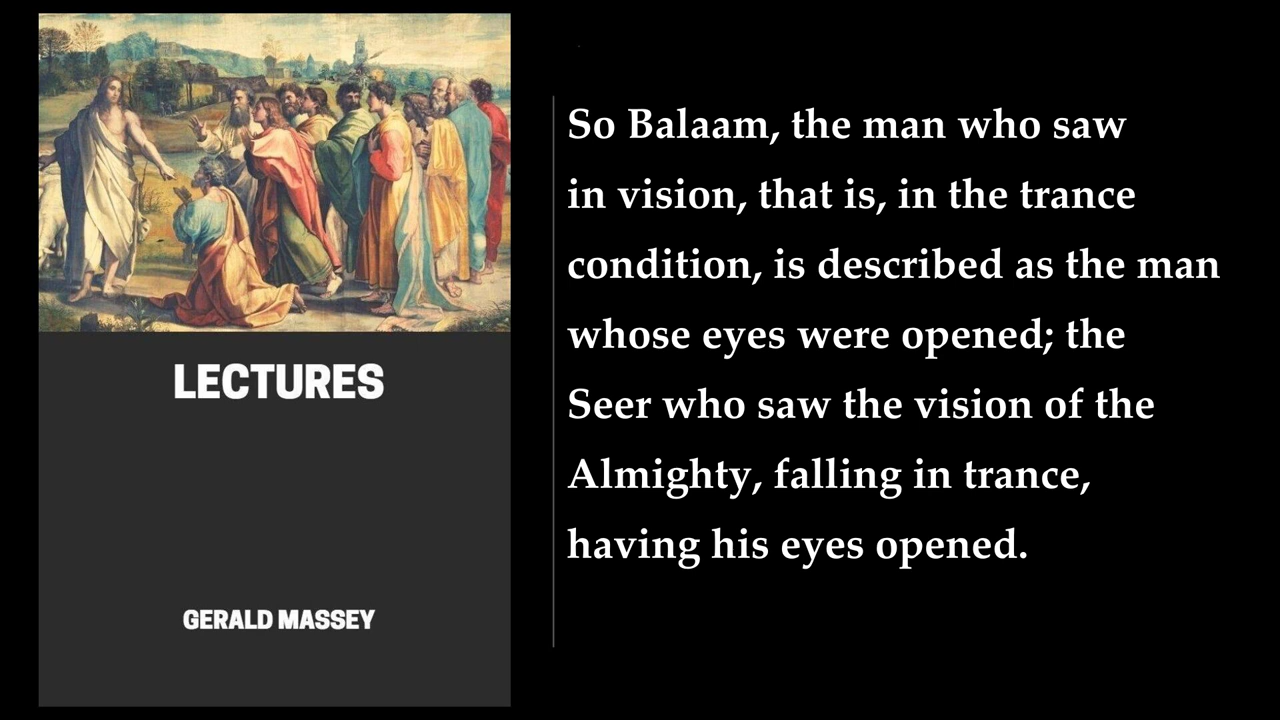 LECTURES
GERALD MASSEY
So Balaam, the man who saw
in vision, that is, in the trance
condition, is described as the man
whose eyes were opened; the
Seer who saw the vision of the
Almighty, falling in trance,
having his eyes opened.